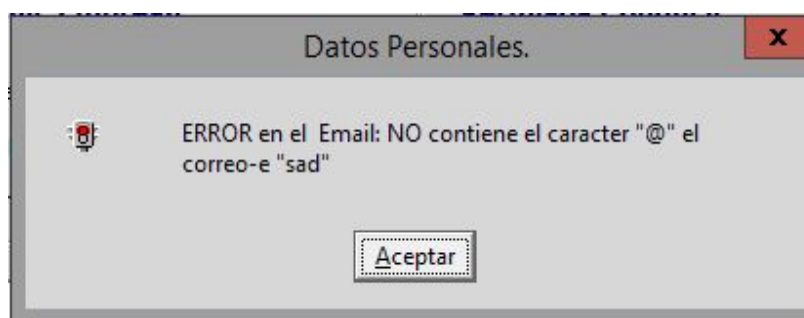 Datos Personales.
x
ERROR en el  Email: NO contiene el caracter "@" el
correo-e "sad"
Aceptar